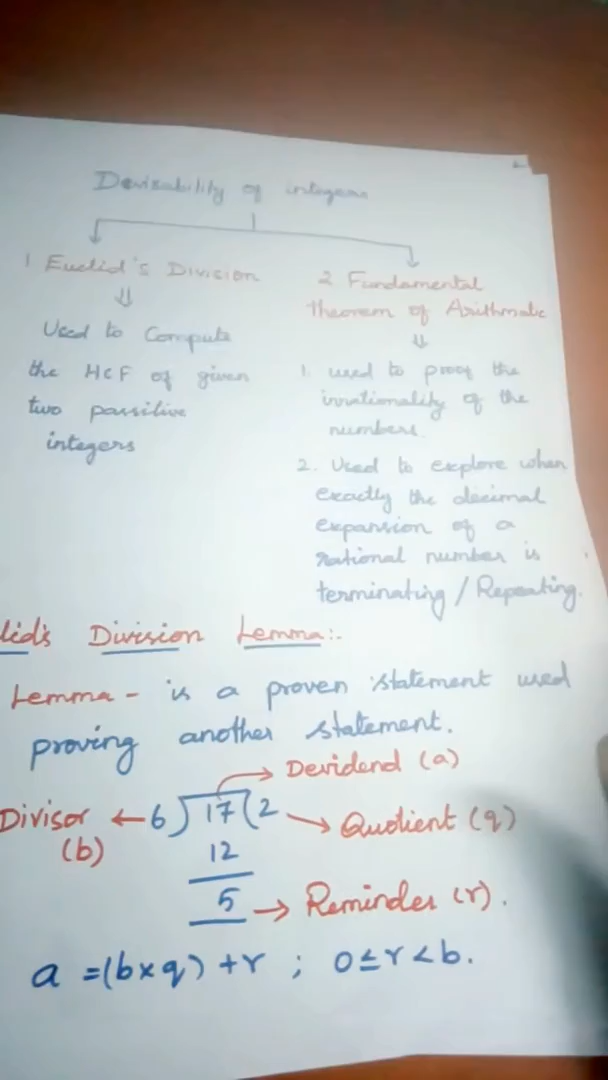 Devisability of integers
1 Euclid's Division
⇓
Used to Compute
the HCF of given
two possitive
integers
2 Fundamental
Theorem of Arithmatic
⇓
1. used to proof the
irrationality of the
numbers.
2. Used to explore when
exactly the decimal
expansion of a
rational number is
terminating / Repeating.
lid's Division Lemma:-
Lemma - is a proven statement used
proving another statement.
→ Devidend (a)
Divisor ← 6 ) 17 ( 2 → Quotient (q)
(b)
12
5 → Reminder (r).
a = (b×q) + r ; 0 ≤ r < b.